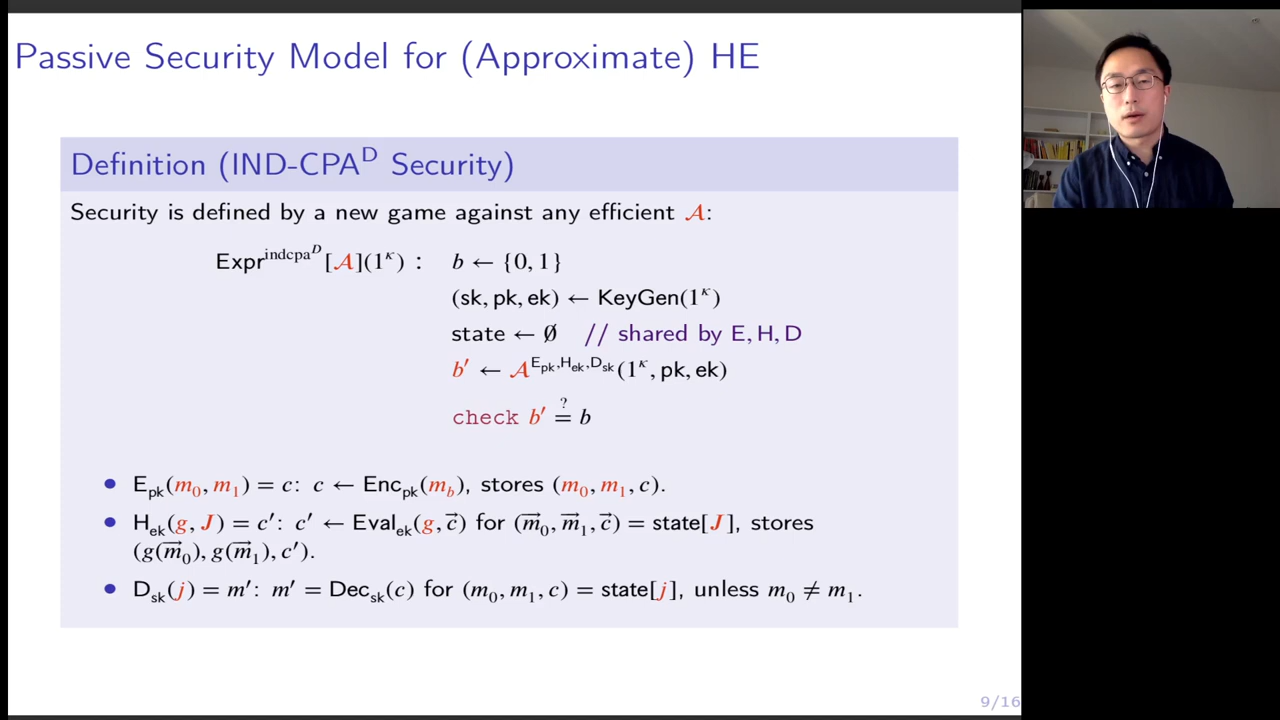 Passive Security Model for (Approximate) HE
Definition (IND-CPA^D Security)
Security is defined by a new game against any efficient 𝒜:
Expr^{indcpa^D}[𝒜](1^κ) : b ← {0, 1}
(sk, pk, ek) ← KeyGen(1^κ)
state ← ∅ // shared by E, H, D
b′ ← 𝒜^{E_pk,H_ek,D_sk}(1^κ, pk, ek)
check b′ =^? b
• E_pk(m_0, m_1) = c: c ← Enc_pk(m_b), stores (m_0, m_1, c).
• H_ek(g, J) = c′: c′ ← Eval_ek(g, c⃗) for (m⃗_0, m⃗_1, c⃗) = state[J], stores
(g(m⃗_0), g(m⃗_1), c′).
• D_sk(j) = m′: m′ = Dec_sk(c) for (m_0, m_1, c) = state[j], unless m_0 ≠ m_1.
9/16